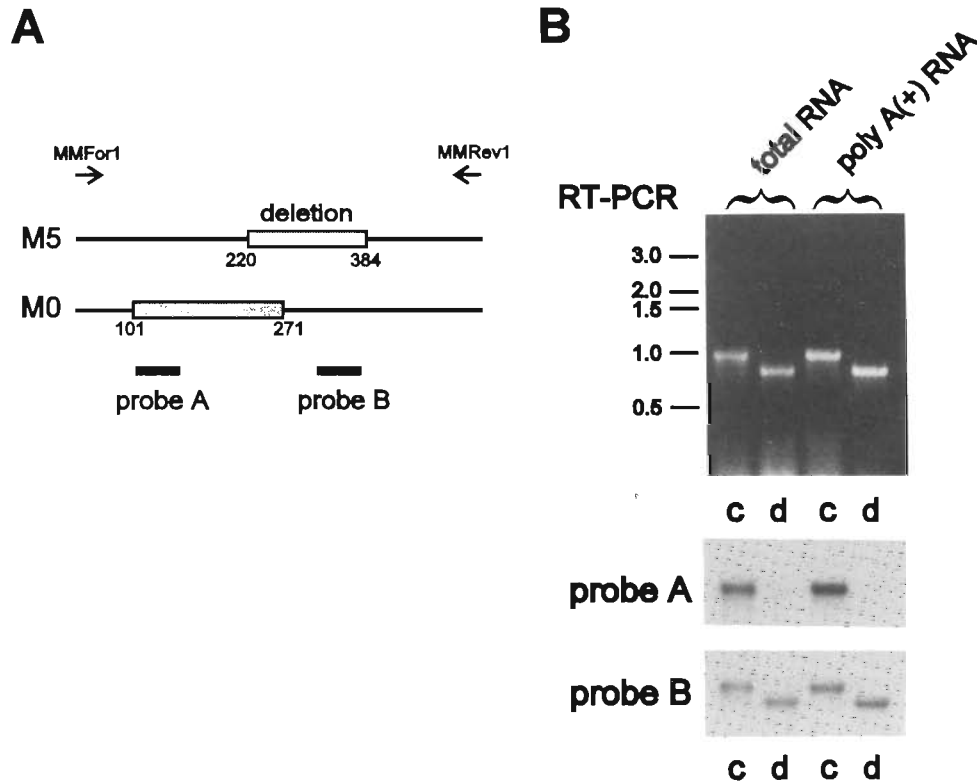 A
MMFor1
MMRev1
deletion
M5
220
384
M0
101
271
probe A
probe B
B
total RNA
poly A(+) RNA
RT-PCR
3.0
2.0
1.5
1.0
0.5
c d c d
probe A
probe B
c d c d